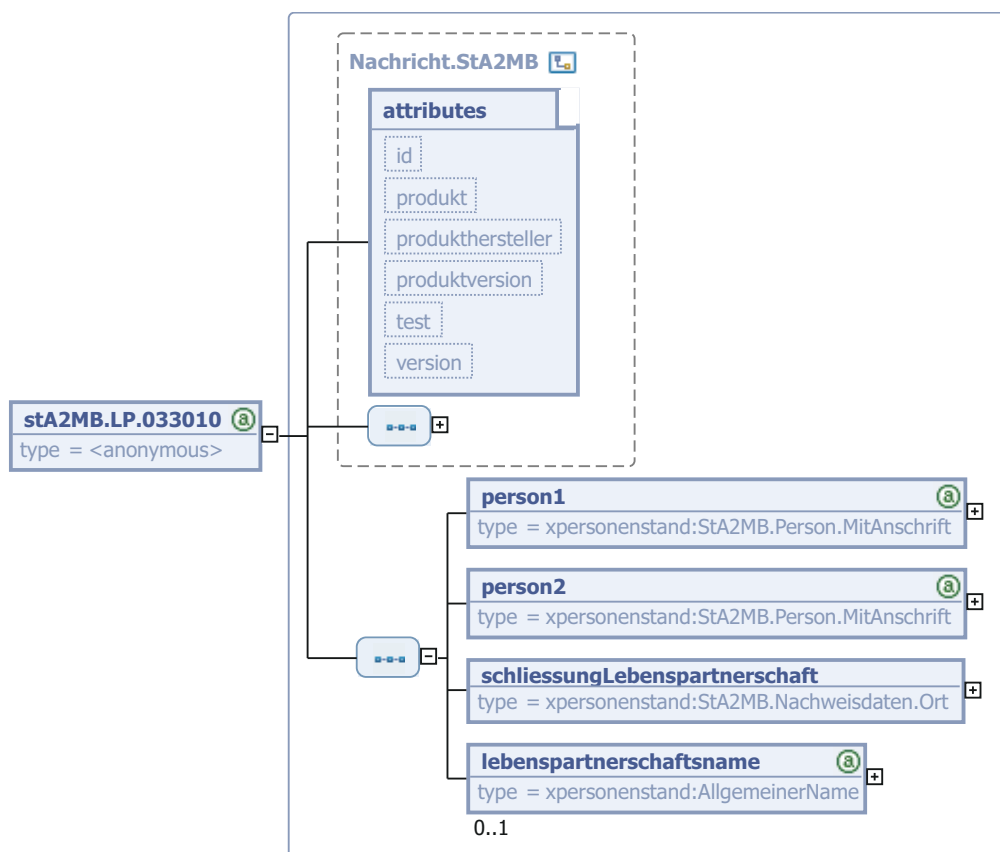 Nachricht.StA2MB
attributes
id
produkt
produkthersteller
produktversion
test
version
stA2MB.LP.033010 a
type = <anonymous>
person1 a
type = xpersonenstand:StA2MB.Person.MitAnschrift
person2 a
type = xpersonenstand:StA2MB.Person.MitAnschrift
schliessungLebenspartnerschaft
type = xpersonenstand:StA2MB.Nachweisdaten.Ort
lebenspartnerschaftsname a
type = xpersonenstand:AllgemeinerName
0..1